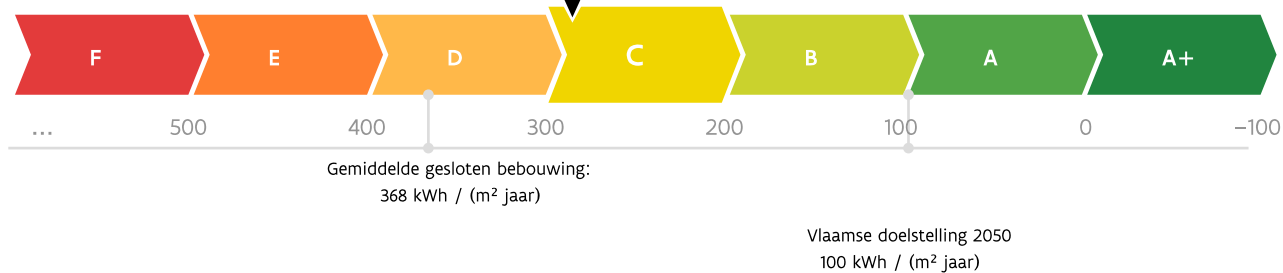 F E D C B A A+
... 500 400 300 200 100 0 −100
Gemiddelde gesloten bebouwing:
368 kWh / (m² jaar)
Vlaamse doelstelling 2050
100 kWh / (m² jaar)